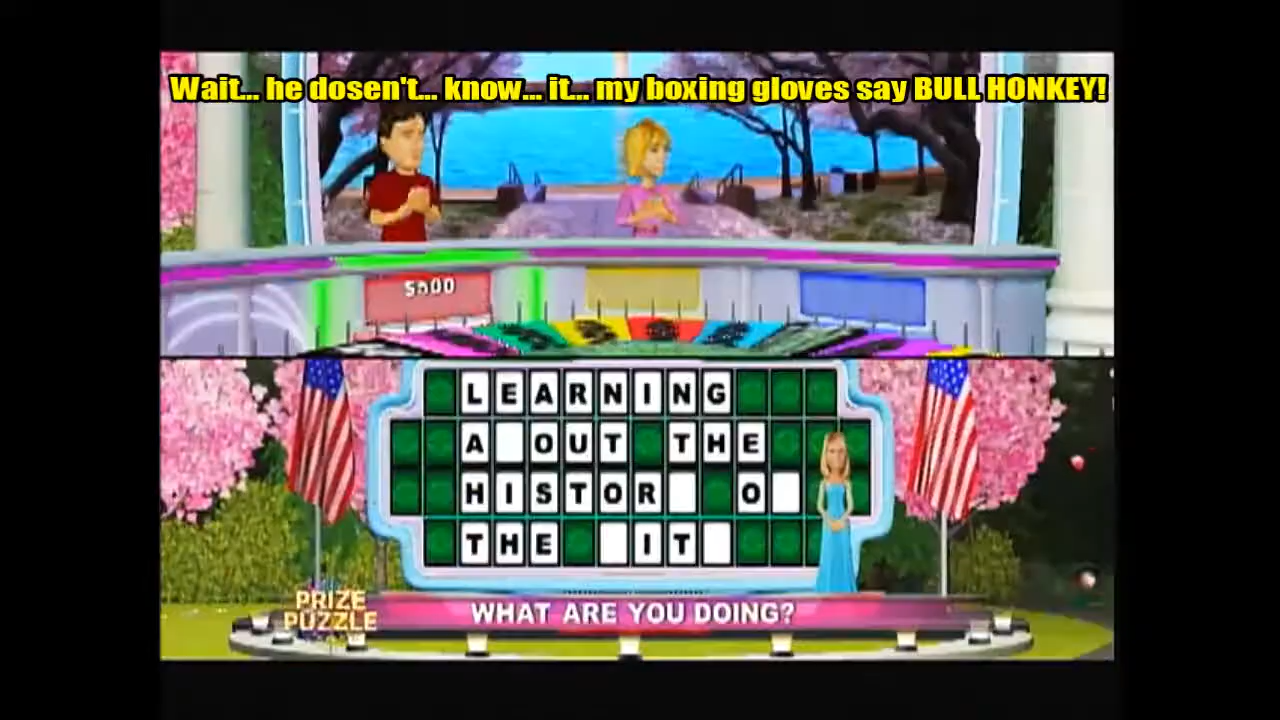 Wait... he dosen't... know... it... my boxing gloves say BULL HONKEY!
$600
LEARNING
A OUT THE
HISTOR O
THE IT
PRIZE
PUZZLE
WHAT ARE YOU DOING?